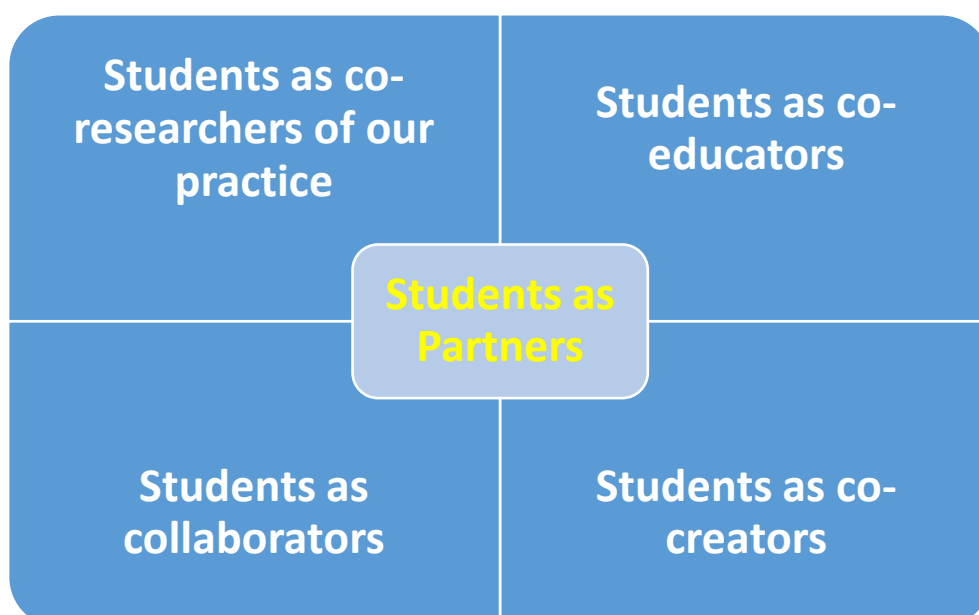 Students as co-
researchers of our
practice
Students as co-
educators
Students as
Partners
Students as
collaborators
Students as co-
creators